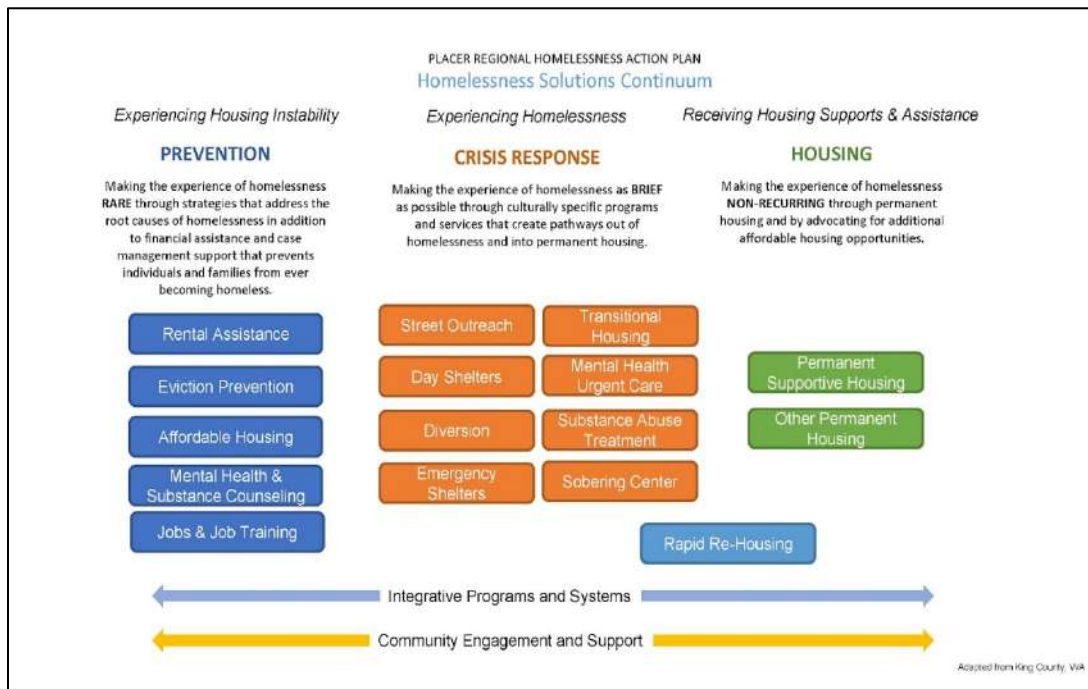 PLACER REGIONAL HOMELESSNESS ACTION PLAN
Homelessness Solutions Continuum
Experiencing Housing Instability
PREVENTION
Making the experience of homelessness
RARE through strategies that address the
root causes of homelessness in addition
to financial assistance and case
management support that prevents
individuals and families from ever
becoming homeless.
Rental Assistance
Eviction Prevention
Affordable Housing
Mental Health &
Substance Counseling
Jobs & Job Training
Experiencing Homelessness
CRISIS RESPONSE
Making the experience of homelessness as BRIEF
as possible through culturally specific programs
and services that create pathways out of
homelessness and into permanent housing.
Street Outreach
Day Shelters
Diversion
Emergency
Shelters
Transitional
Housing
Mental Health
Urgent Care
Substance Abuse
Treatment
Sobering Center
Receiving Housing Supports & Assistance
HOUSING
Making the experience of homelessness
NON-RECURRING through permanent
housing and by advocating for additional
affordable housing opportunities.
Permanent
Supportive Housing
Other Permanent
Housing
Rapid Re-Housing
Integrative Programs and Systems
Community Engagement and Support
Adapted from King County, WA